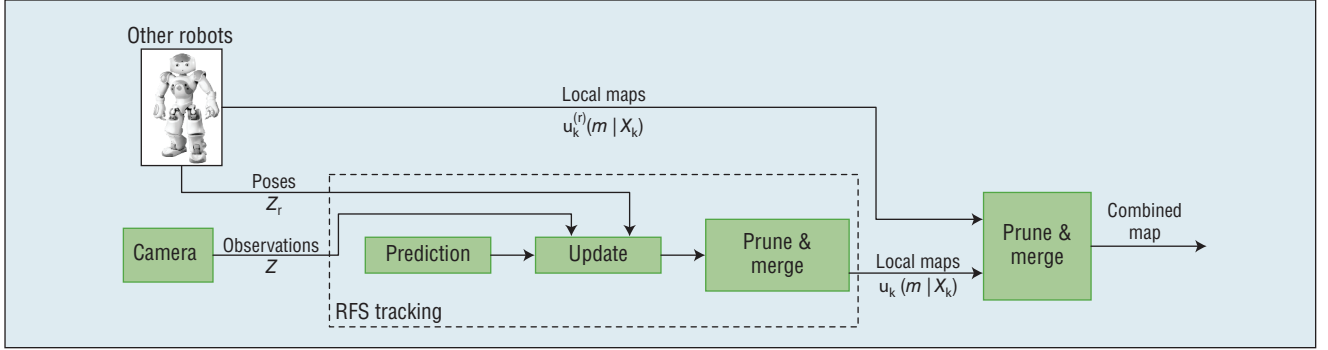 Other robots
Local maps
u_k^(r)(m | X_k)
Poses
Z_r
Camera
Observations
Z
Prediction
Update
Prune &
merge
RFS tracking
Local maps
u_k (m | X_k)
Prune &
merge
Combined
map